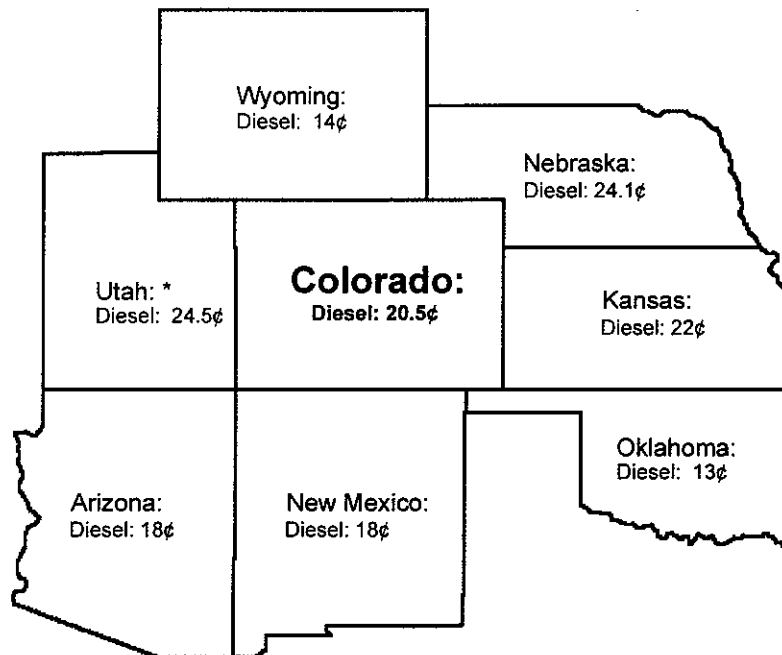 Wyoming:
Diesel: 14¢
Nebraska:
Diesel: 24.1¢
Utah: *
Diesel: 24.5¢
Colorado:
Diesel: 20.5¢
Kansas:
Diesel: 22¢
Arizona:
Diesel: 18¢
New Mexico:
Diesel: 18¢
Oklahoma:
Diesel: 13¢